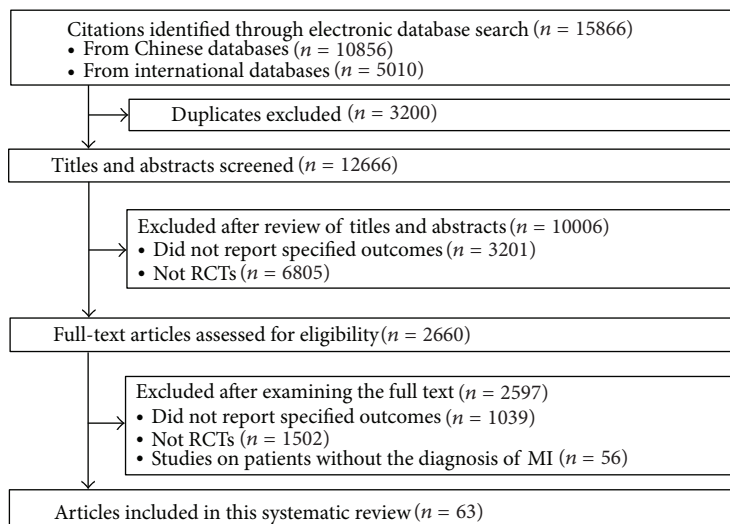 Citations identified through electronic database search (n = 15866)
• From Chinese databases (n = 10856)
• From international databases (n = 5010)
Duplicates excluded (n = 3200)
Titles and abstracts screened (n = 12666)
Excluded after review of titles and abstracts (n = 10006)
• Did not report specified outcomes (n = 3201)
• Not RCTs (n = 6805)
Full-text articles assessed for eligibility (n = 2660)
Excluded after examining the full text (n = 2597)
• Did not report specified outcomes (n = 1039)
• Not RCTs (n = 1502)
• Studies on patients without the diagnosis of MI (n = 56)
Articles included in this systematic review (n = 63)